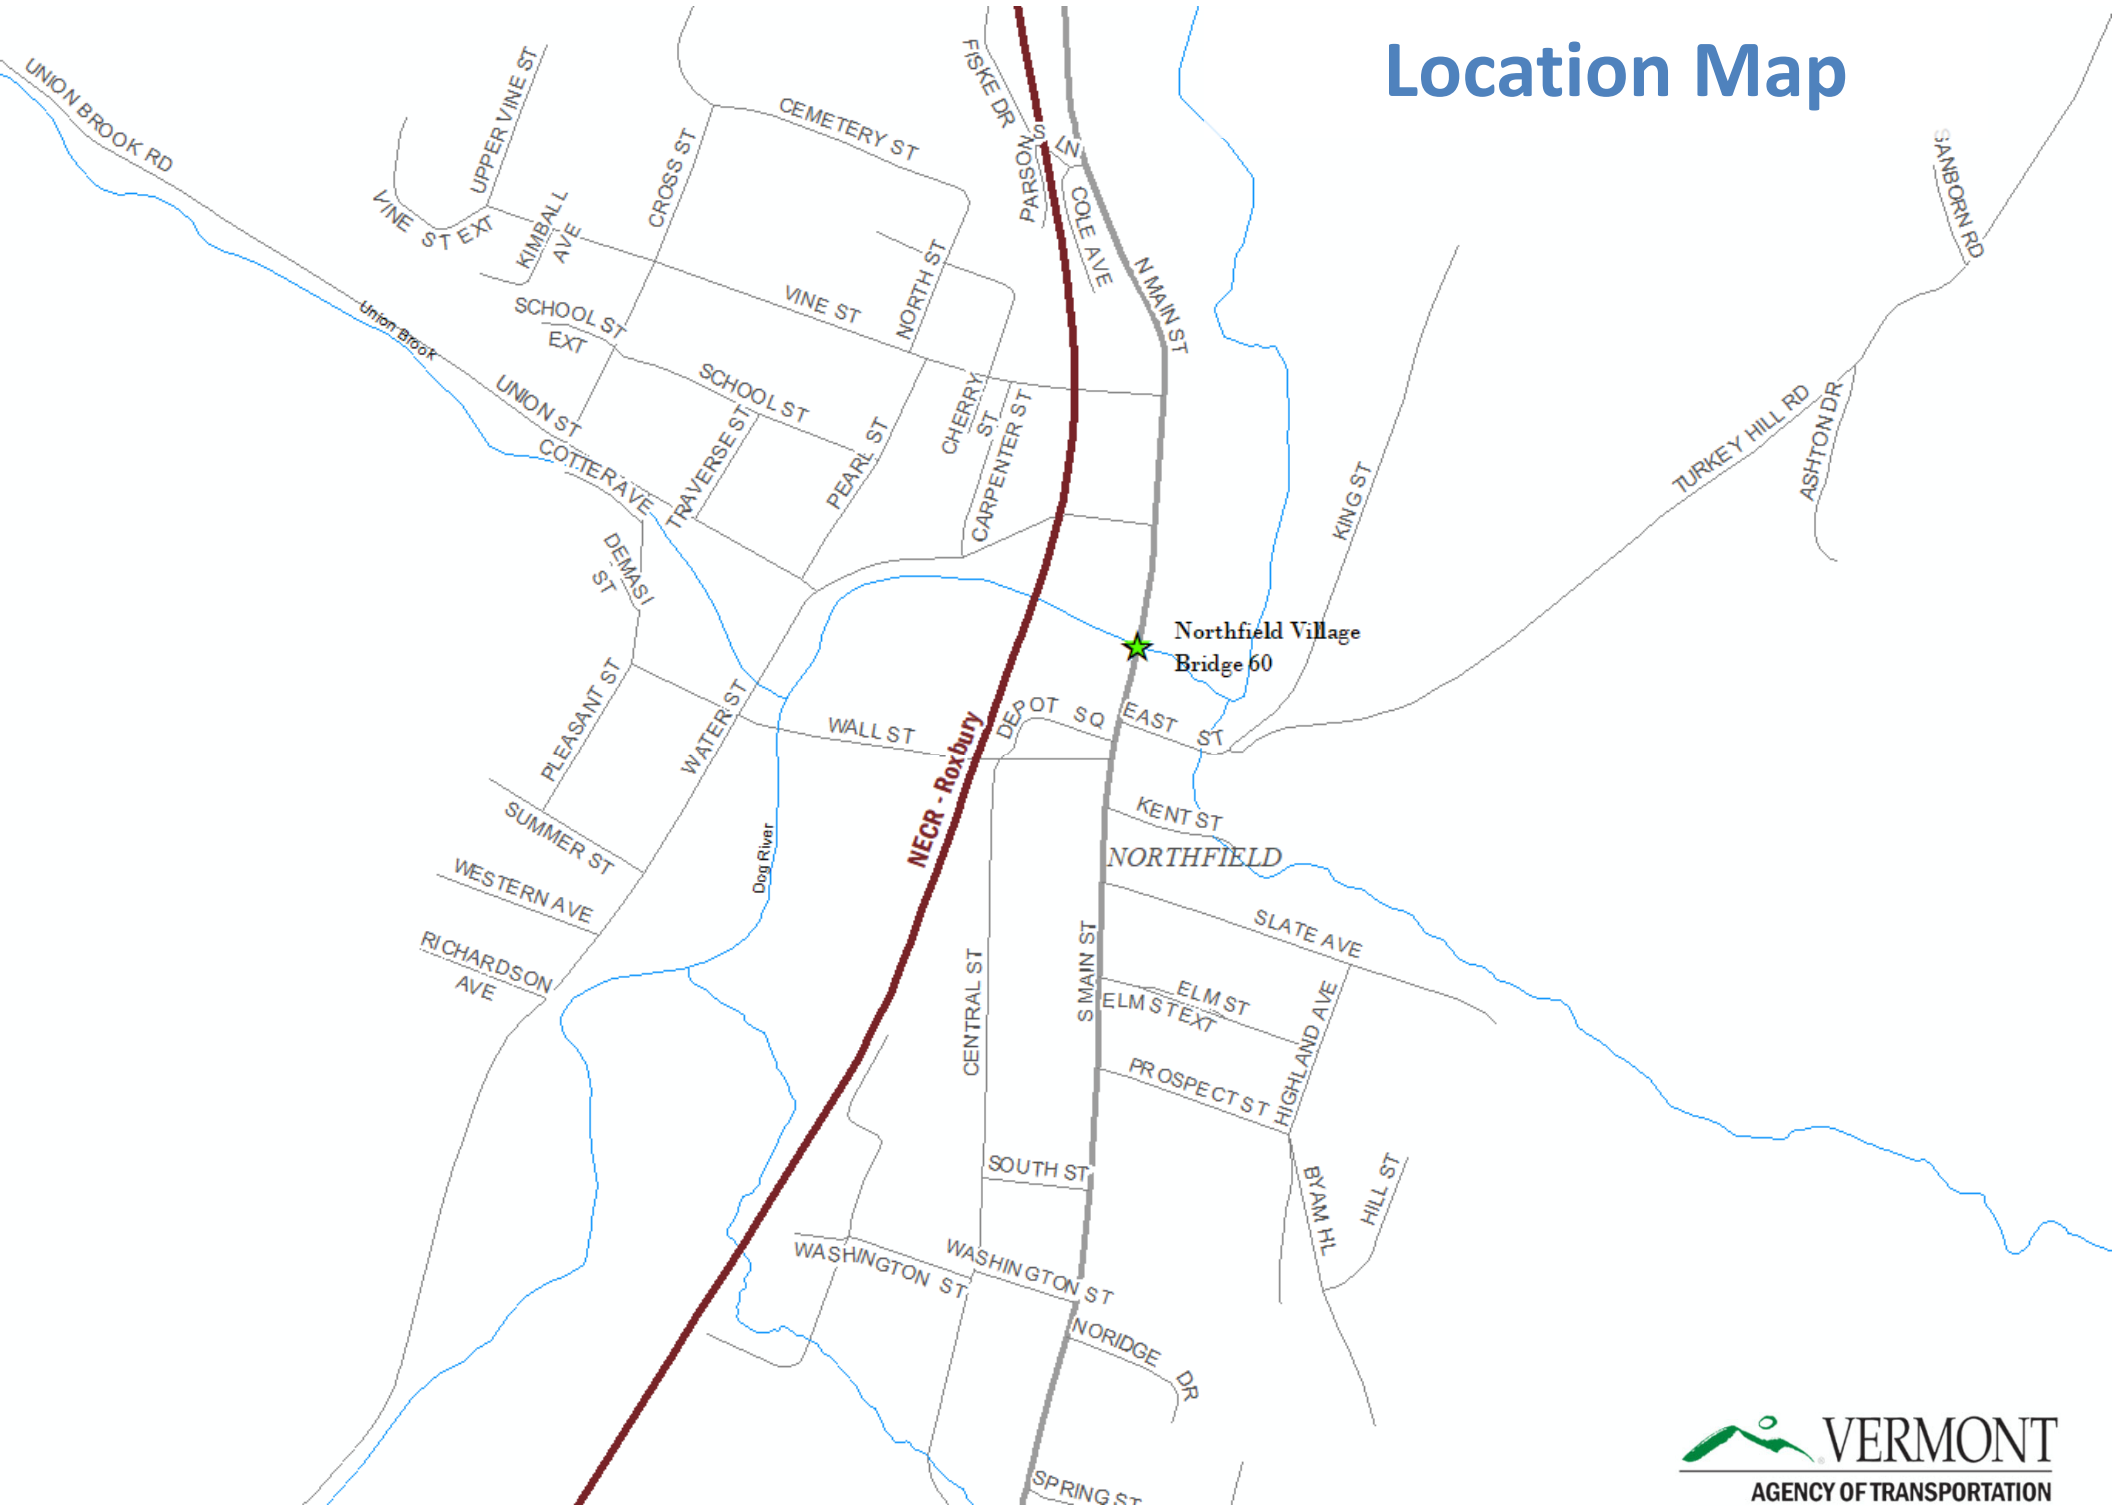 Location Map
UNION BROOK RD
UPPER VINE ST
VINE ST EXT
KIMBALL
AVE
CROSS ST
CEMETERY ST
FISKE DR
PARSONS LN
COLE AVE
N MAIN ST
SANBORN RD
NORTH ST
VINE ST
SCHOOL ST
EXT
Union Brook
UNION ST
SCHOOL ST
COTTER AVE
TRAVERSE ST
PEARL ST
CHERRY
ST
CARPENTER ST
KING ST
TURKEY HILL RD
ASHTON DR
DEMASI
ST
Northfield Village
Bridge 60
PLEASANT ST
WATER ST
WALL ST
DEPOT SQ
EAST ST
NECR - Roxbury
KENT ST
NORTHFIELD
SUMMER ST
Dog River
WESTERN AVE
RICHARDSON
AVE
SLATE AVE
CENTRAL ST
S MAIN ST
ELM ST
ELM ST EXT
HIGHLAND AVE
PROSPECT ST
SOUTH ST
BYAM HL
HILL ST
WASHINGTON ST
WASHINGTON ST
NORIDGE DR
SPRING ST
VERMONT
AGENCY OF TRANSPORTATION